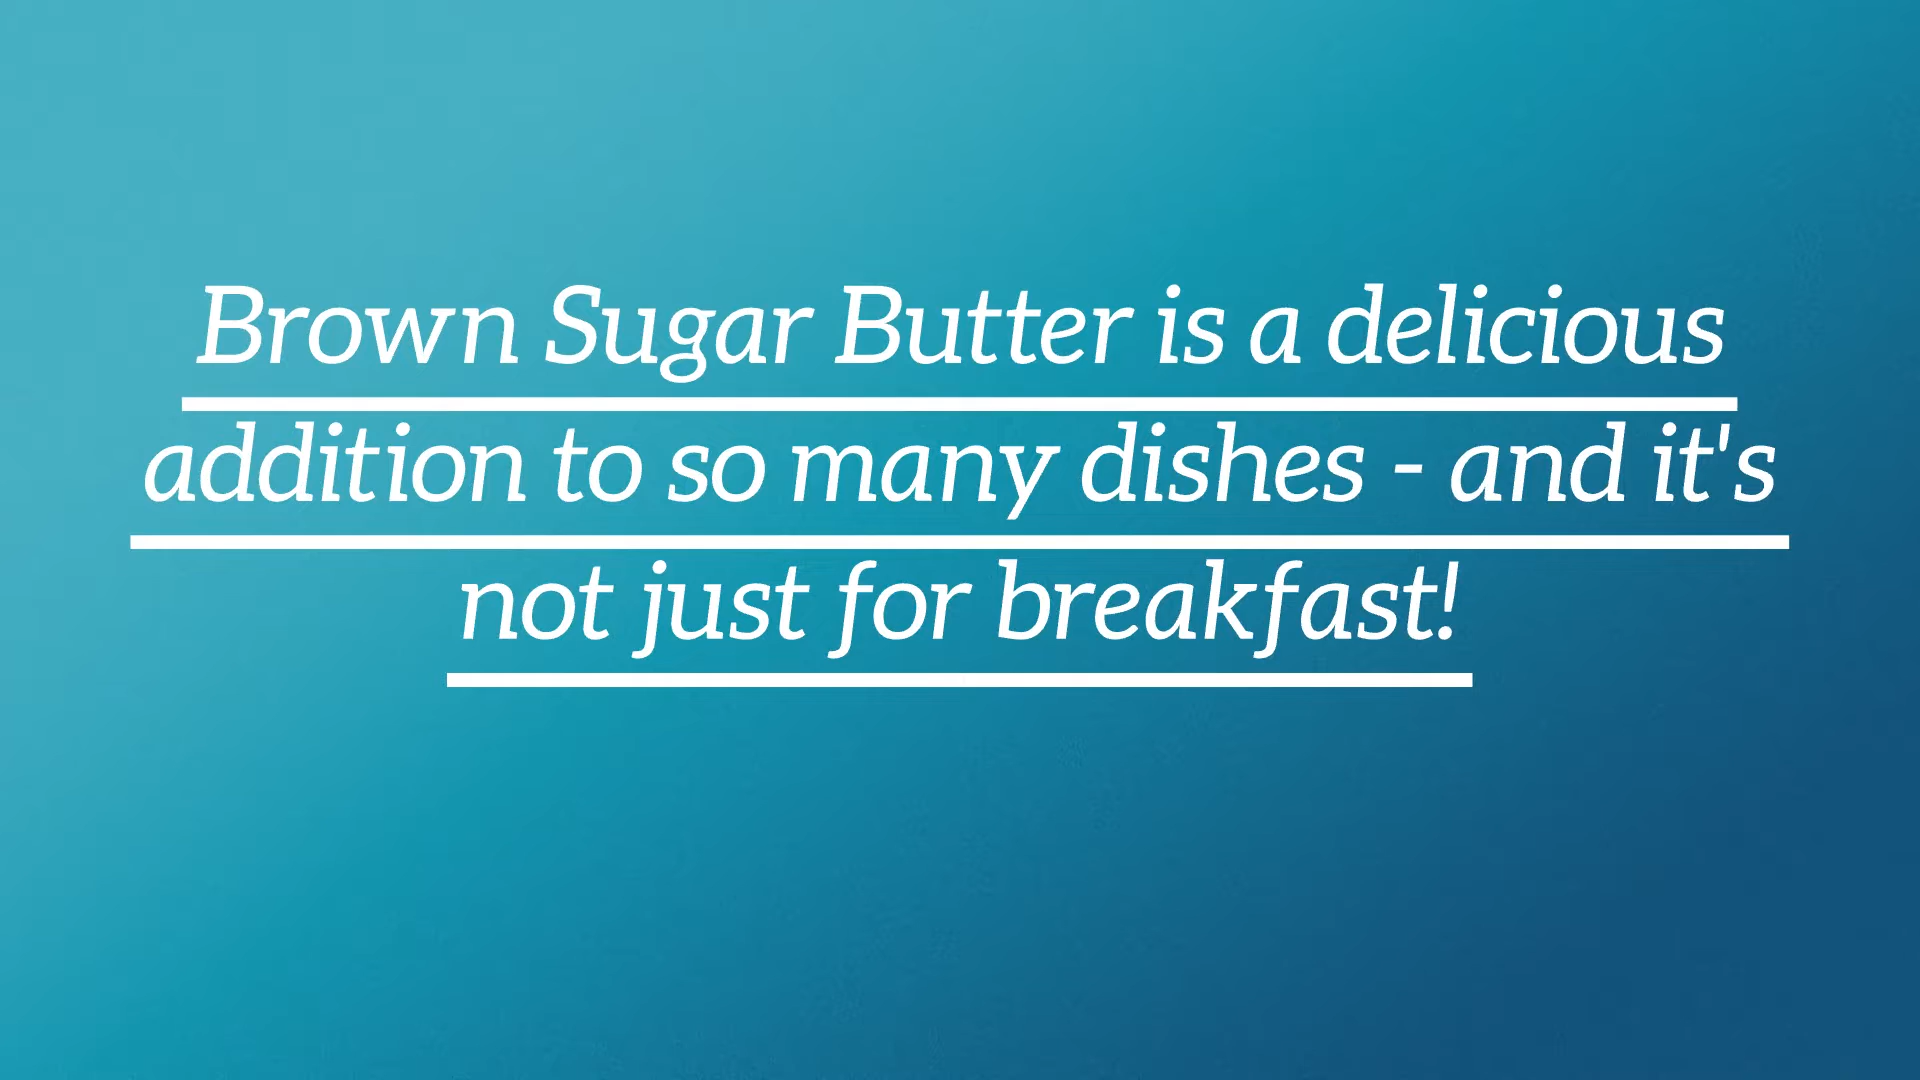 Brown Sugar Butter is a delicious
addition to so many dishes - and it's
not just for breakfast!